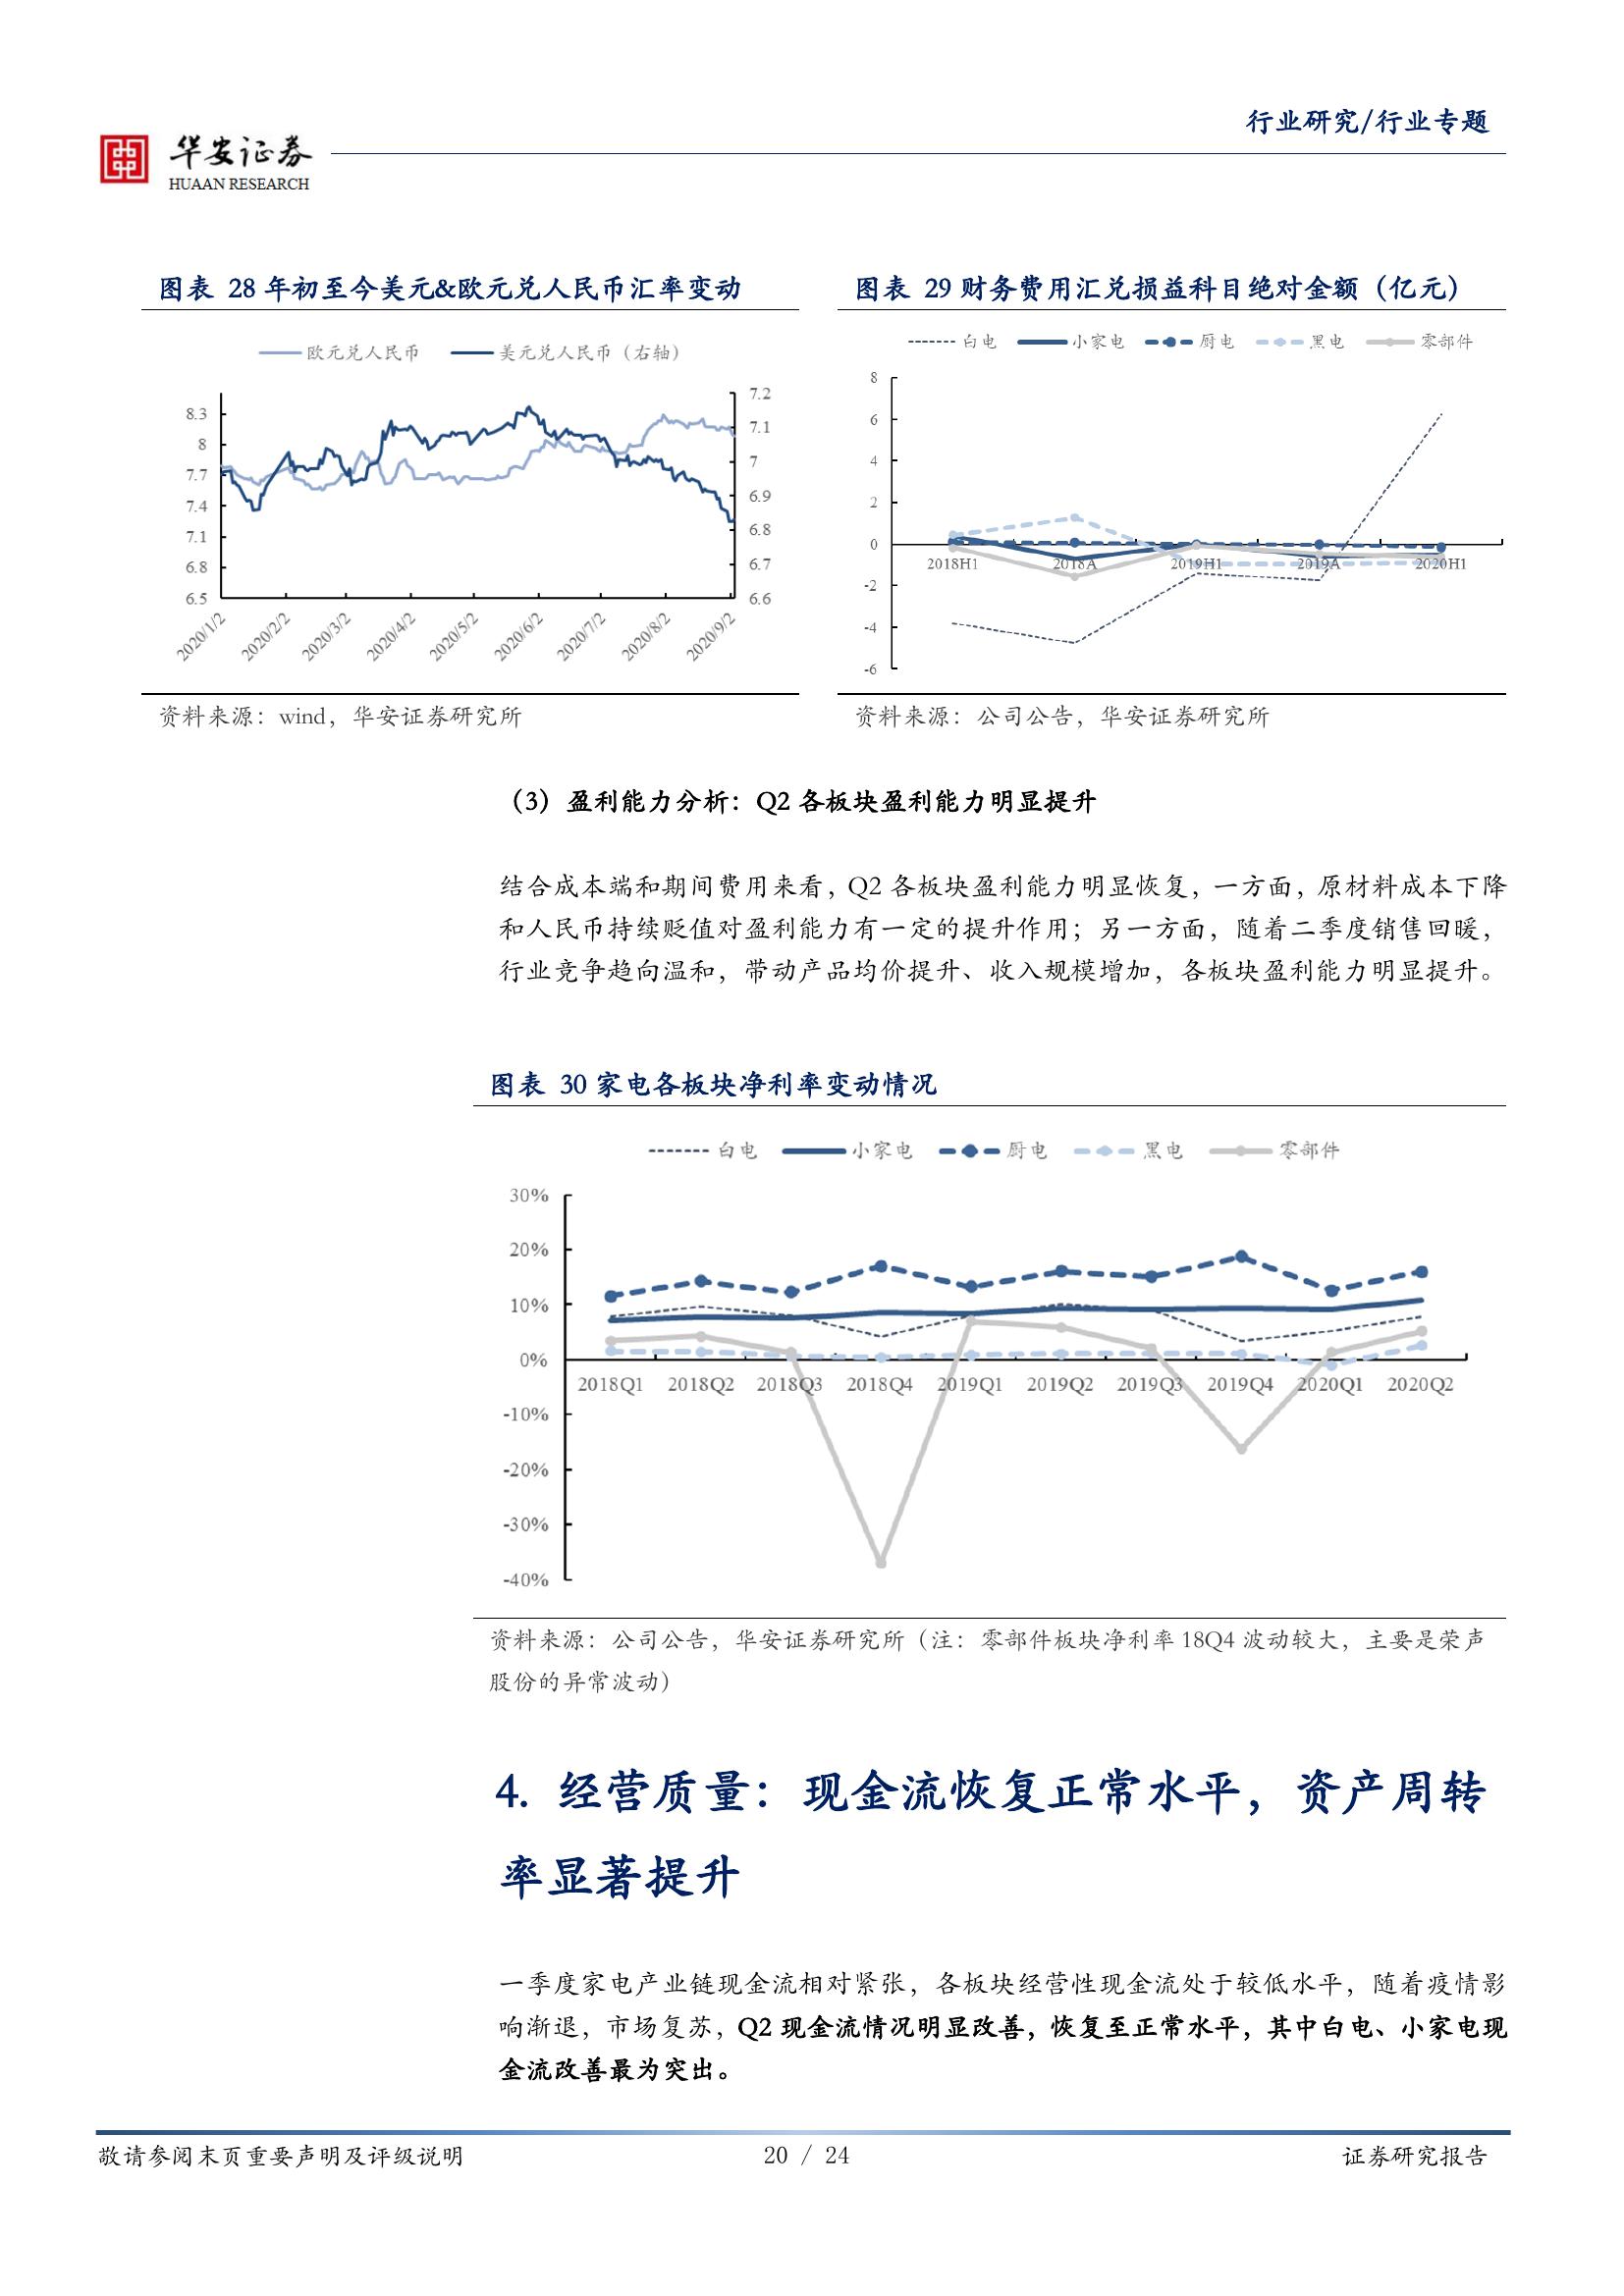 行业研究/行业专题
华安证券
HUAAN RESEARCH
图表 28 年初至今美元&欧元兑人民币汇率变动
欧元兑人民币 美元兑人民币（右轴）
8.3
8
7.7
7.4
7.1
6.8
6.5
7.2
7.1
7
6.9
6.8
6.7
6.6
2020/1/2 2020/2/2 2020/3/2 2020/4/2 2020/5/2 2020/6/2 2020/7/2 2020/8/2 2020/9/2
资料来源：wind，华安证券研究所
图表 29 财务费用汇兑损益科目绝对金额（亿元）
白电 小家电 厨电 黑电 零部件
8
6
4
2
0
-2
-4
-6
2018H1 2018A 2019H1 2019A 2020H1
资料来源：公司公告，华安证券研究所
（3）盈利能力分析：Q2 各板块盈利能力明显提升
结合成本端和期间费用来看，Q2 各板块盈利能力明显恢复，一方面，原材料成本下降
和人民币持续贬值对盈利能力有一定的提升作用；另一方面，随着二季度销售回暖，
行业竞争趋向温和，带动产品均价提升、收入规模增加，各板块盈利能力明显提升。
图表 30 家电各板块净利率变动情况
白电 小家电 厨电 黑电 零部件
30%
20%
10%
0%
-10%
-20%
-30%
-40%
2018Q1 2018Q2 2018Q3 2018Q4 2019Q1 2019Q2 2019Q3 2019Q4 2020Q1 2020Q2
资料来源：公司公告，华安证券研究所（注：零部件板块净利率 18Q4 波动较大，主要是荣声
股份的异常波动）
4. 经营质量：现金流恢复正常水平，资产周转
率显著提升
一季度家电产业链现金流相对紧张，各板块经营性现金流处于较低水平，随着疫情影
响渐退，市场复苏，Q2 现金流情况明显改善，恢复至正常水平，其中白电、小家电现
金流改善最为突出。
敬请参阅末页重要声明及评级说明 20 / 24 证券研究报告